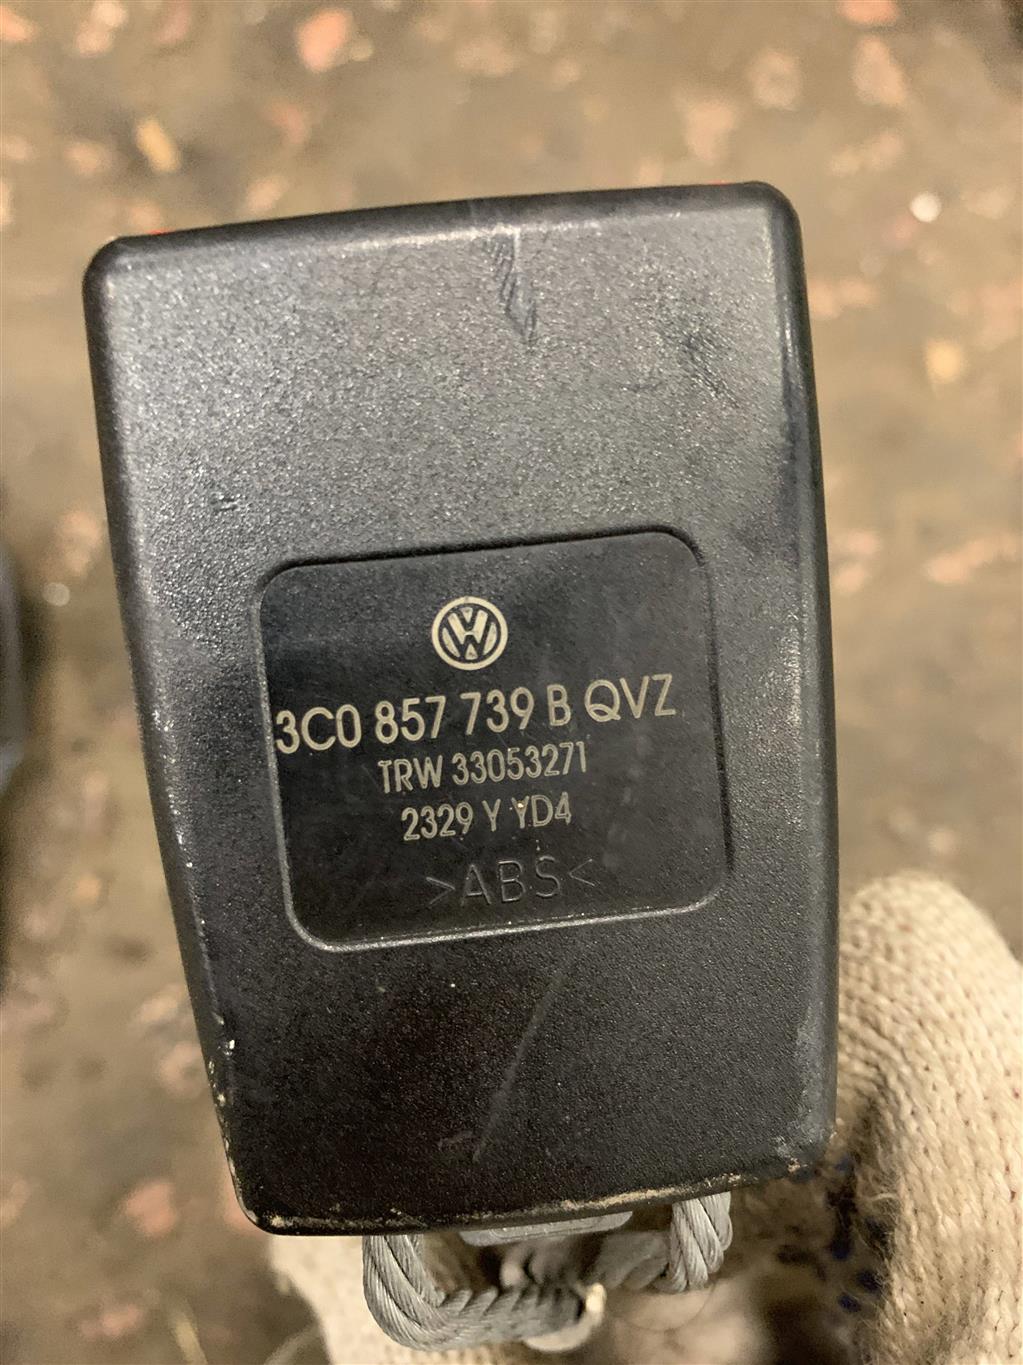 3C0 857 739 B QVZ
TRW 33053271
2329 Y YD4
>ABS<